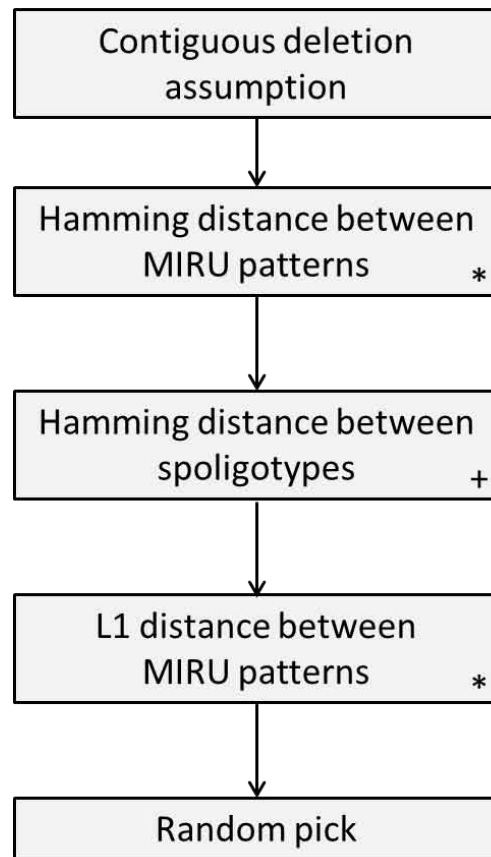 Contiguous deletion
assumption
Hamming distance between
MIRU patterns *
Hamming distance between
spoligotypes +
L1 distance between
MIRU patterns *
Random pick